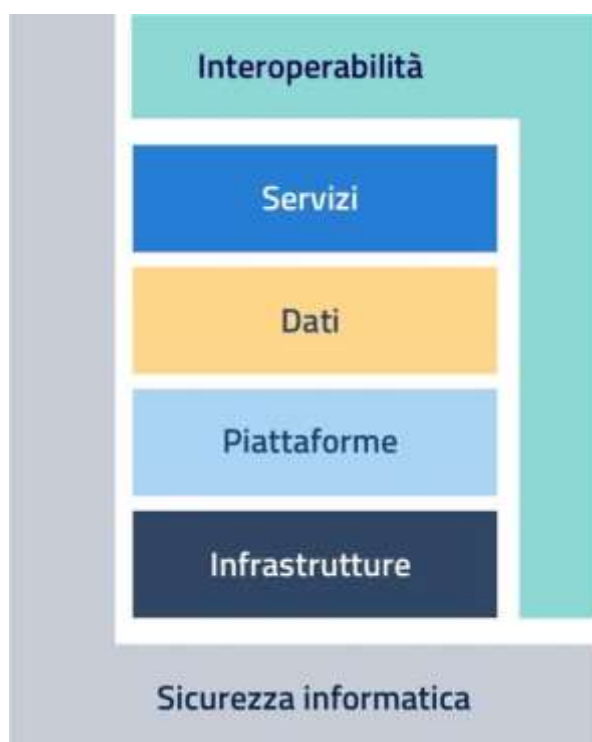 Interoperabilità
Servizi
Dati
Piattaforme
Infrastrutture
Sicurezza informatica